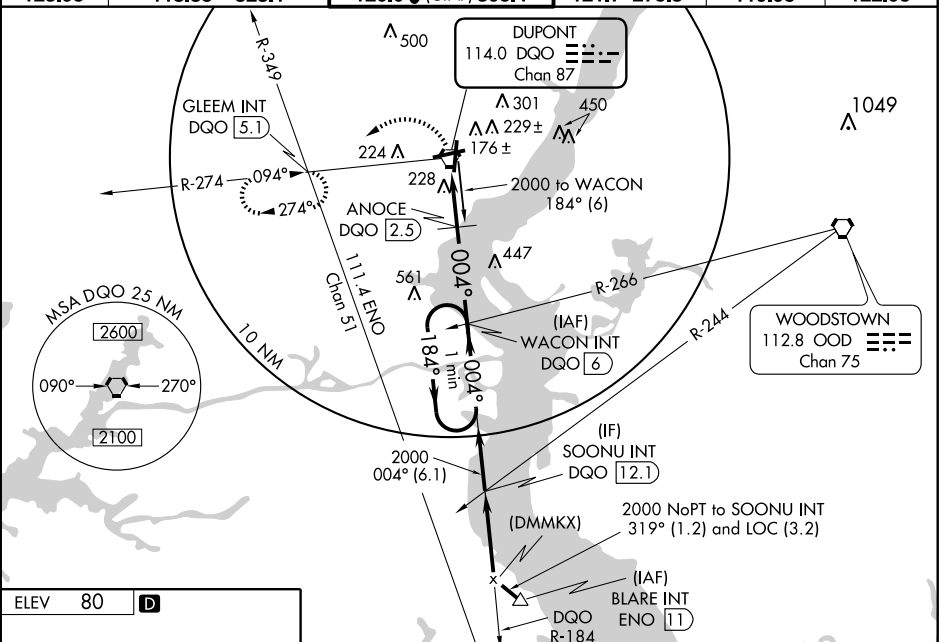 500
DUPONT
114.0 DQO
Chan 87
R-349
GLEEM INT
DQO 5.1
301
450
229±
176±
1049
224
R-274
094°
274°
228
2000 to WACON
184° (6)
ANOCE
DQO 2.5
004°
447
561
111.4 ENO
Chan 51
R-266
R-244
MSA DQO 25 NM
2600
090°
270°
2100
10 NM
184°
1 min
004°
(IAF)
WACON INT
DQO 6
WOODSTOWN
112.8 OOD
Chan 75
2000
004° (6.1)
(IF)
SOONU INT
DQO 12.1
2000 NoPT to SOONU INT
319° (1.2) and LOC (3.2)
(DMMKX)
x
(IAF)
BLARE INT
ENO 11
DQO
R-184
ELEV 80 D